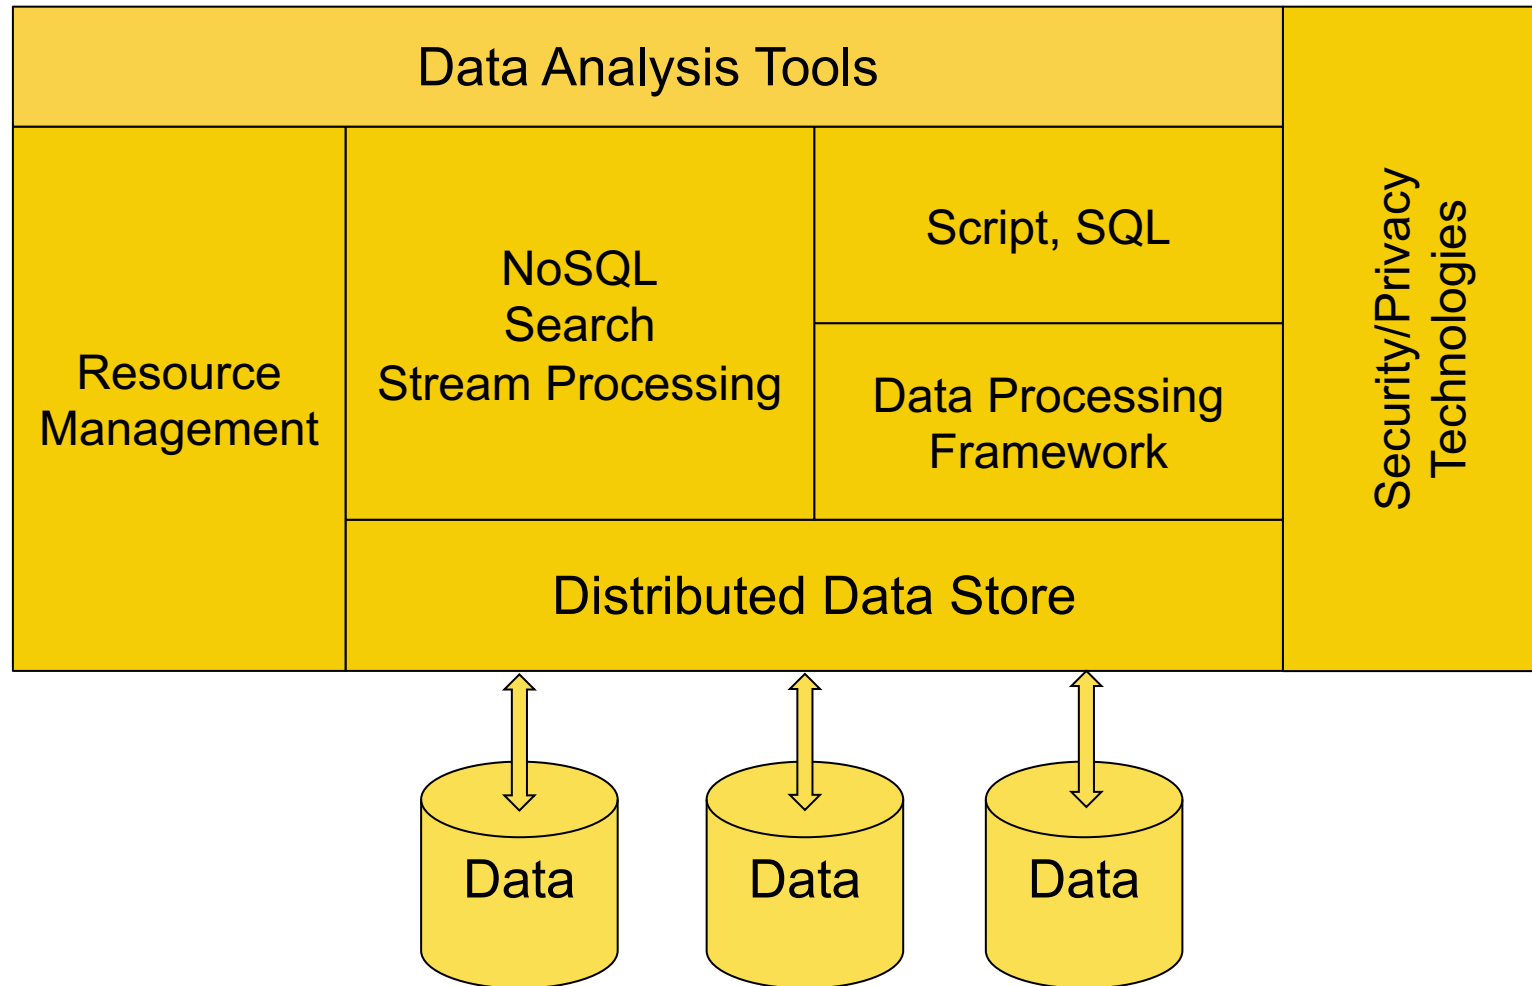 Data Analysis Tools
Resource
Management
NoSQL
Search
Stream Processing
Script, SQL
Data Processing
Framework
Security/Privacy
Technologies
Distributed Data Store
Data
Data
Data